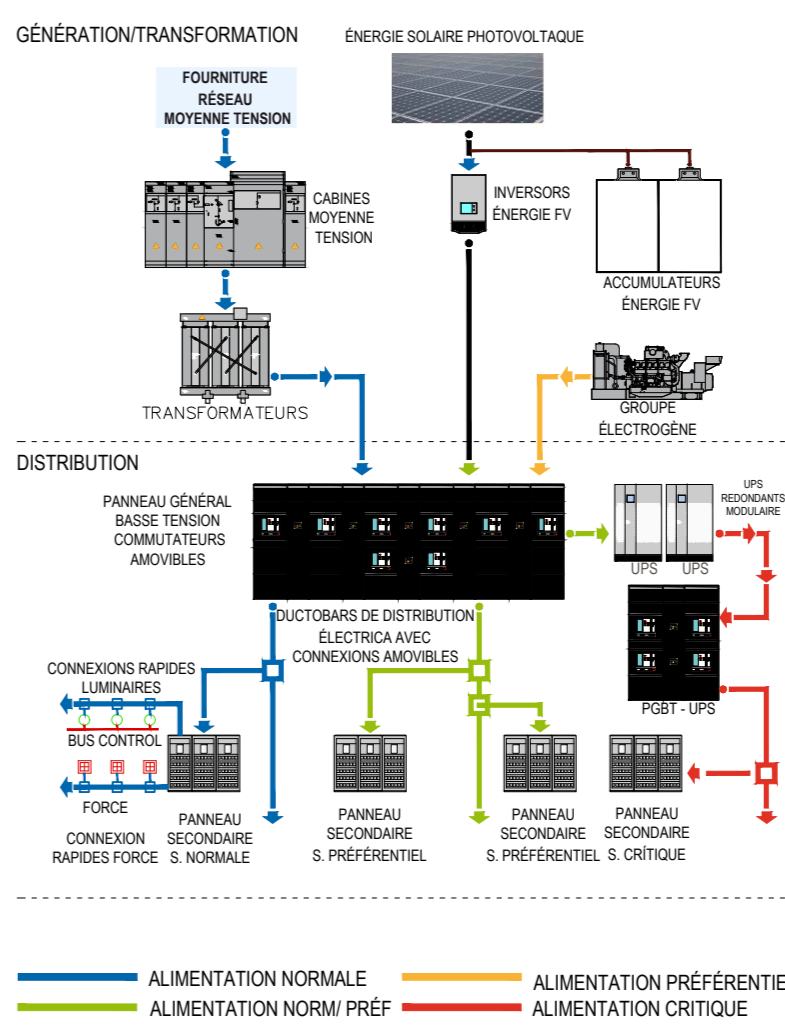 GÉNÉRATION/TRANSFORMATION
ÉNERGIE SOLAIRE PHOTOVOLTAQUE
FOURNITURE
RÉSEAU
MOYENNE TENSION
CABINES
MOYENNE
TENSION
INVERSORS
ÉNERGIE FV
ACCUMULATEURS
ÉNERGIE FV
TRANSFORMATEURS
GROUPE
ÉLECTROGÈNE
DISTRIBUTION
PANNEAU GÉNÉRAL
BASSE TENSION
COMMUTATEURS
AMOVIBLES
UPS
REDONDANTS
MODULAIRE
UPS
UPS
DUCTOBARS DE DISTRIBUTION
ÉLECTRICA AVEC
CONNEXIONS AMOVIBLES
CONNEXIONS RAPIDES
LUMINAIRES
BUS CONTROL
FORCE
CONNEXION
RAPIDES FORCE
PGBT - UPS
PANNEAU
SECONDAIRE
S. NORMALE
PANNEAU
SECONDAIRE
S. PRÉFÉRENTIEL
PANNEAU
SECONDAIRE
S. PRÉFÉRENTIEL
PANNEAU
SECONDAIRE
S. CRÍTIQUE
ALIMENTATION NORMALE
ALIMENTATION PRÉFÉRENTIE
ALIMENTATION NORM/ PRÉF
ALIMENTATION CRITIQUE